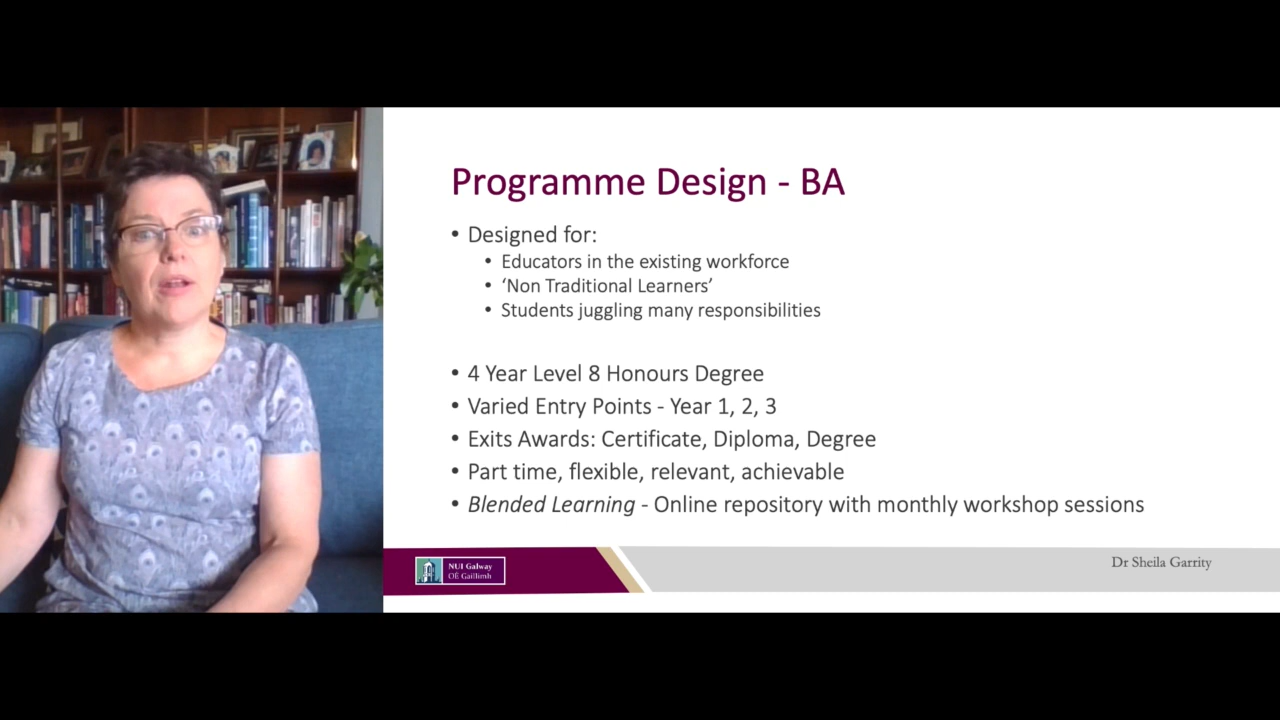 Programme Design - BA
• Designed for:
• Educators in the existing workforce
• ‘Non Traditional Learners’
• Students juggling many responsibilities
• 4 Year Level 8 Honours Degree
• Varied Entry Points - Year 1, 2, 3
• Exits Awards: Certificate, Diploma, Degree
• Part time, flexible, relevant, achievable
• Blended Learning - Online repository with monthly workshop sessions
NUI Galway
OÉ Gaillimh
Dr Sheila Garrity